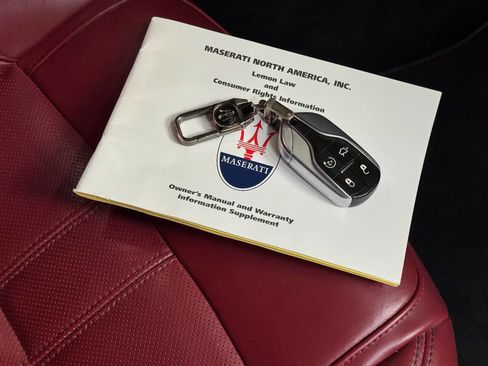 MASERATI NORTH AMERICA, INC.
Lemon Law
and
Consumer Rights Information
MASERATI
Owner's Manual and Warranty
Information Supplement